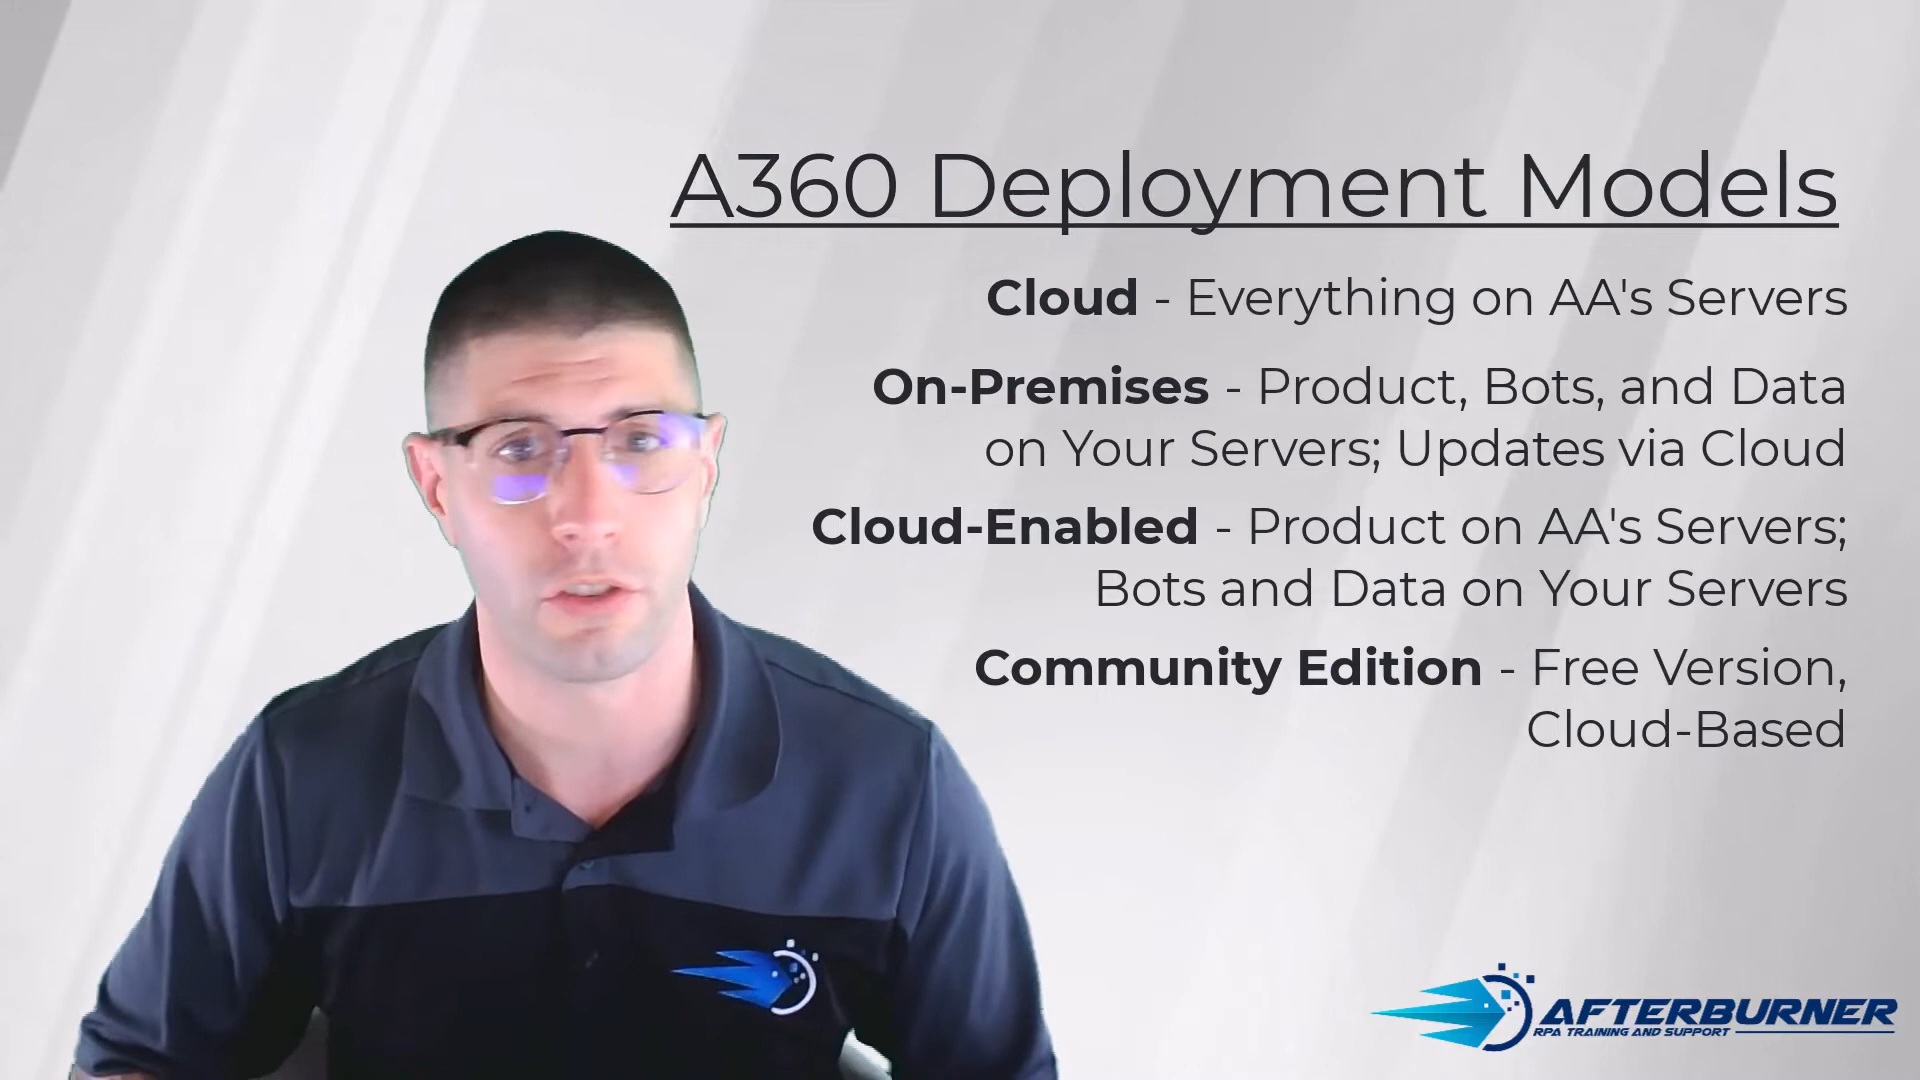 A360 Deployment Models
Cloud - Everything on AA's Servers
On-Premises - Product, Bots, and Data
on Your Servers; Updates via Cloud
Cloud-Enabled - Product on AA's Servers;
Bots and Data on Your Servers
Community Edition - Free Version,
Cloud-Based
AFTERBURNER
RPA TRAINING AND SUPPORT